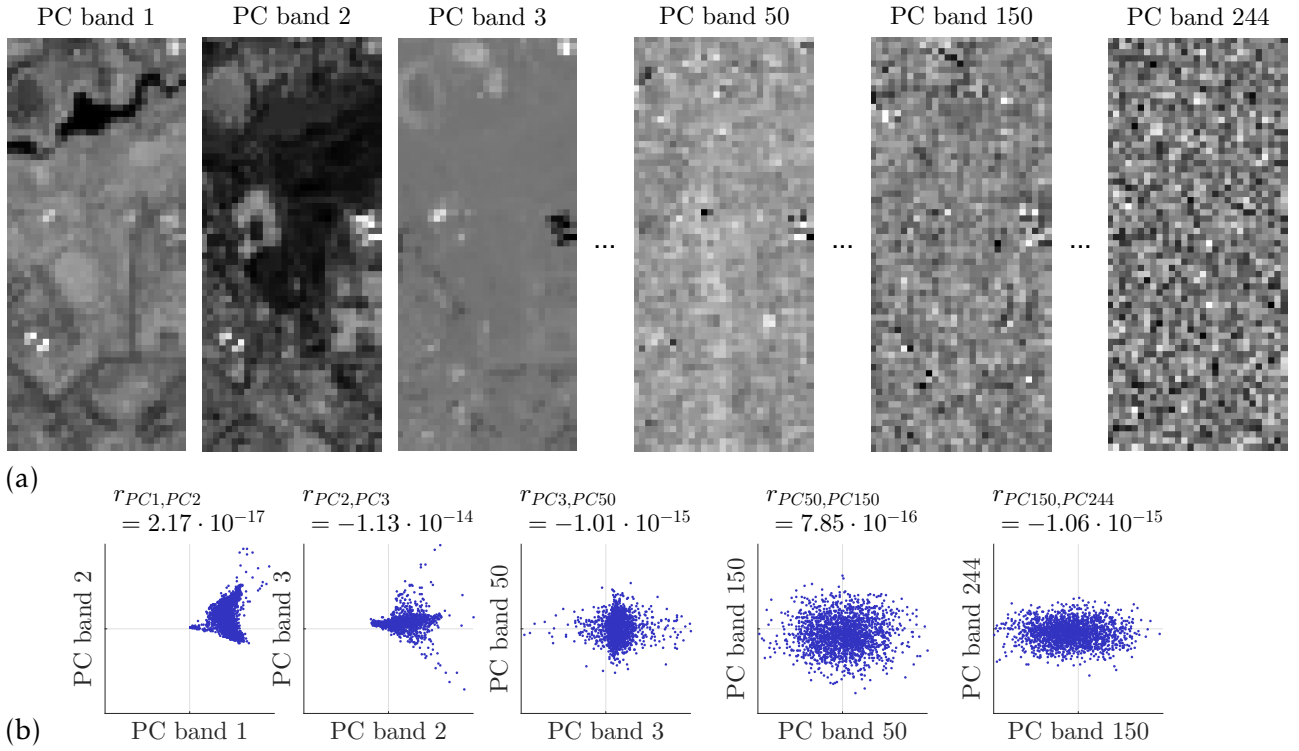 PC band 1 PC band 2 PC band 3 PC band 50 PC band 150 PC band 244
... ... ...
(a)
r_{PC1,PC2} r_{PC2,PC3} r_{PC3,PC50} r_{PC50,PC150} r_{PC150,PC244}
= 2.17 · 10^{-17} = −1.13 · 10^{-14} = −1.01 · 10^{-15} = 7.85 · 10^{-16} = −1.06 · 10^{-15}
PC band 2 PC band 3 PC band 50 PC band 150 PC band 244
PC band 1 PC band 2 PC band 3 PC band 50 PC band 150
(b)